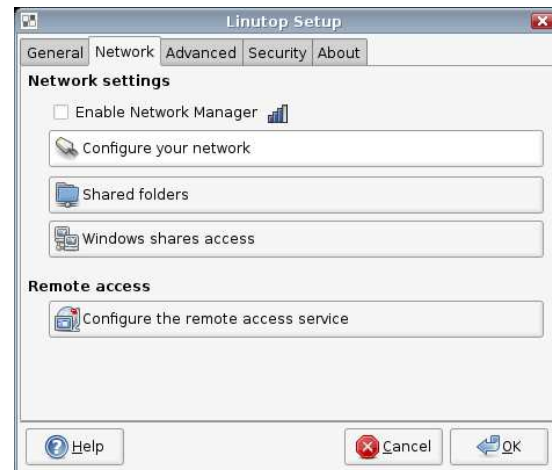 Linutop Setup
General Network Advanced Security About
Network settings
Enable Network Manager
Configure your network
Shared folders
Windows shares access
Remote access
Configure the remote access service
Help Cancel OK